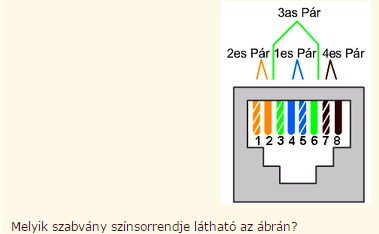 3as Pár
2es Pár 1es Pár 4es Pár
1 2 3 4 5 6 7 8
Melyik szabvány színsorrendje látható az ábrán?